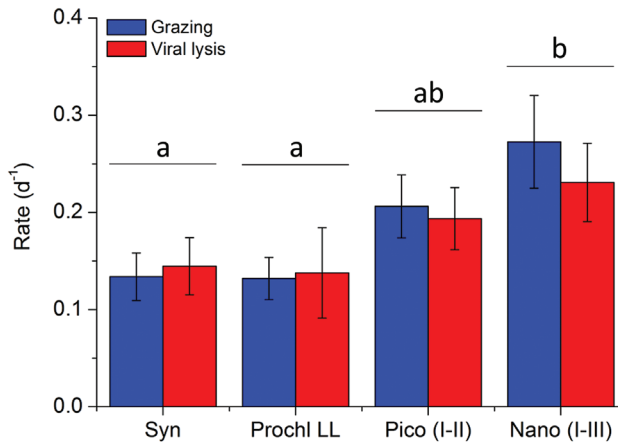 0.4
Grazing
Viral lysis
b
0.3
ab
a
a
0.2
Rate (d⁻¹)
0.1
0.0
Syn
Prochl LL
Pico (I-II)
Nano (I-III)